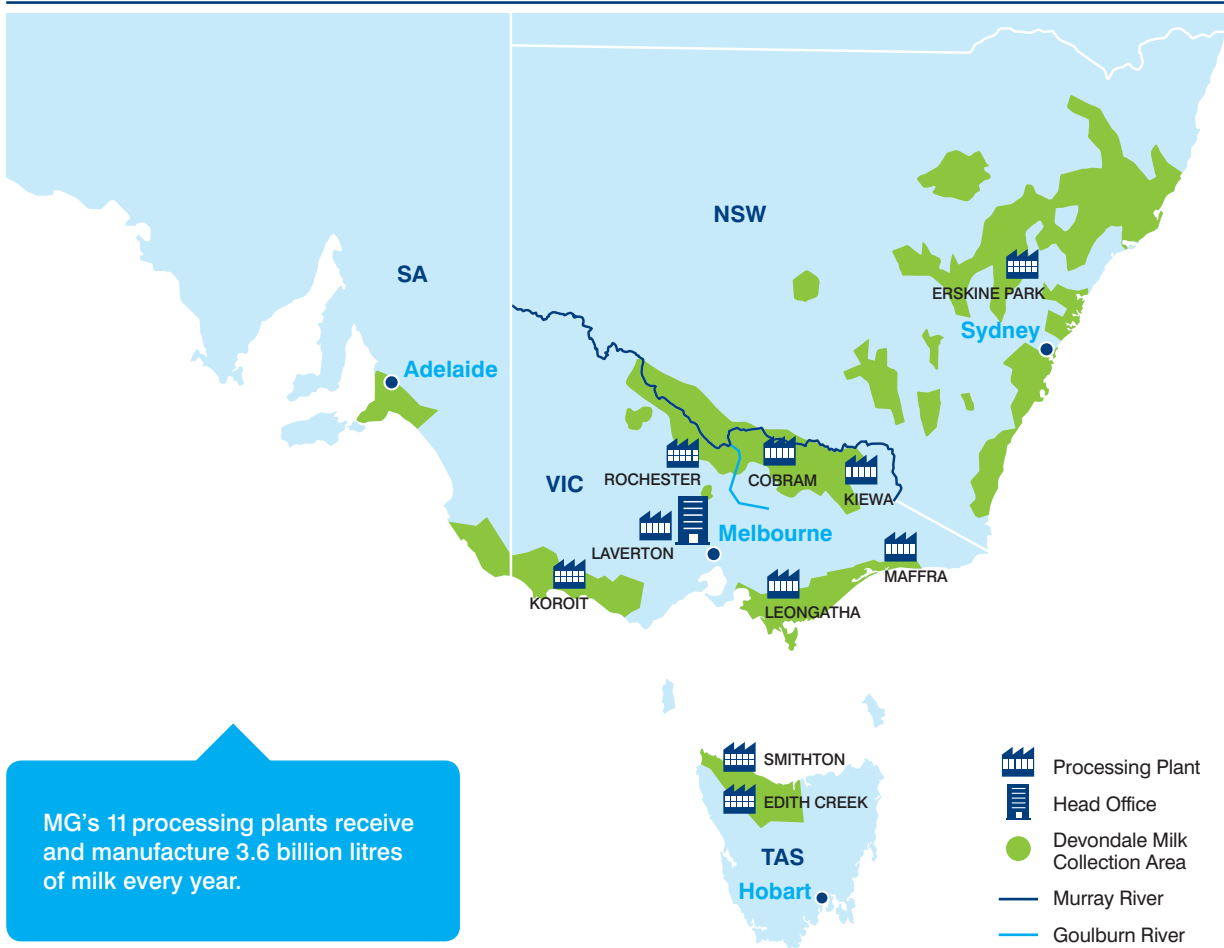 NSW
SA
ERSKINE PARK
Sydney
Adelaide
ROCHESTER
COBRAM
VIC
KIEWA
Melbourne
LAVERTON
MAFFRA
KOROIT
LEONGATHA
SMITHTON
EDITH CREEK
TAS
Hobart
MG's 11 processing plants receive
and manufacture 3.6 billion litres
of milk every year.
Processing Plant
Head Office
Devondale Milk
Collection Area
Murray River
Goulburn River